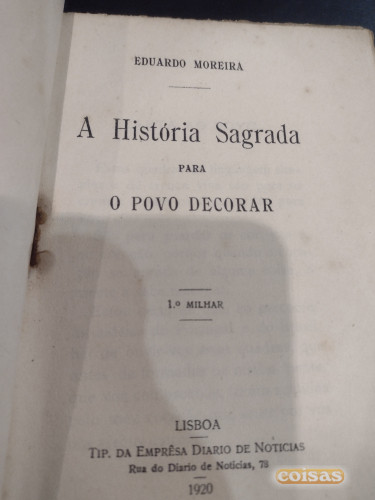 EDUARDO MOREIRA
A História Sagrada
PARA
O POVO DECORAR
1.º MILHAR
LISBOA
TIP. DA EMPRÊSA DIARIO DE NOTICIAS
Rua do Diario de Noticias, 78
1920
coisas